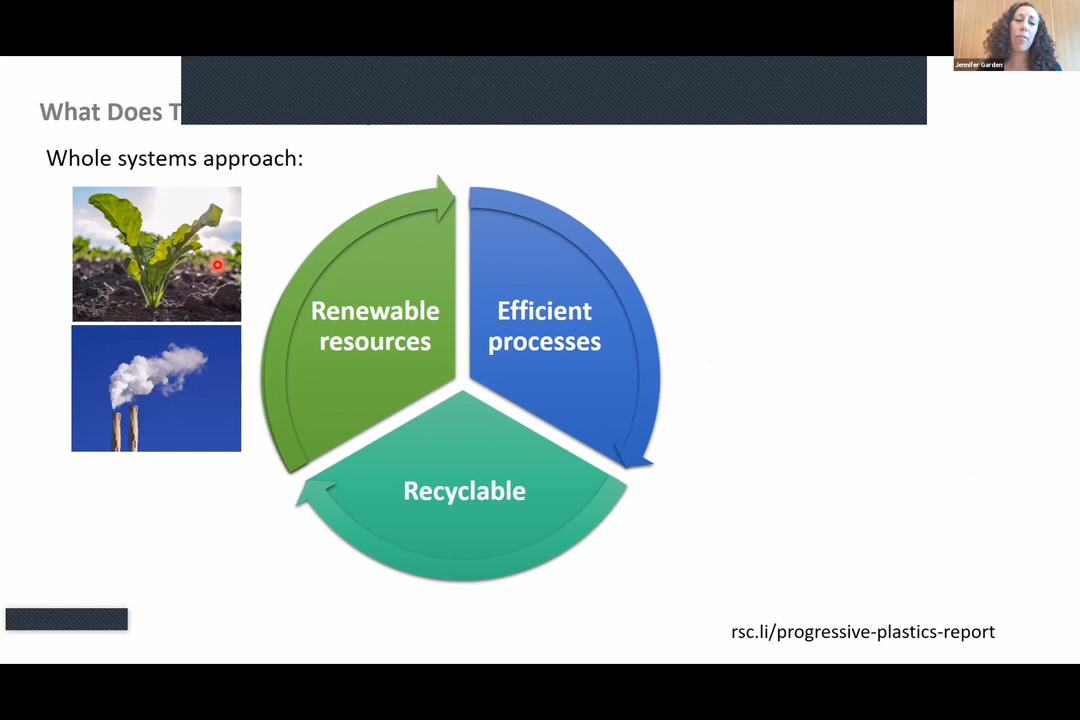 Jennifer Garden
What Does
Whole systems approach:
Renewable
resources
Efficient
processes
Recyclable
rsc.li/progressive-plastics-report